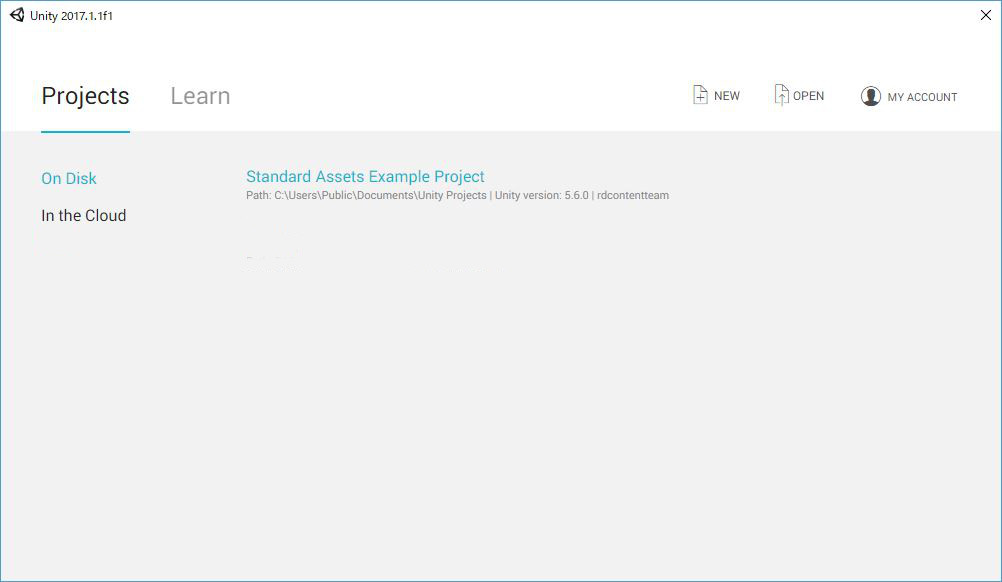 Unity 2017.1.1f1
Projects Learn NEW OPEN MY ACCOUNT
On Disk
In the Cloud
Standard Assets Example Project
Path: C:\Users\Public\Documents\Unity Projects | Unity version: 5.6.0 | rdcontentteam